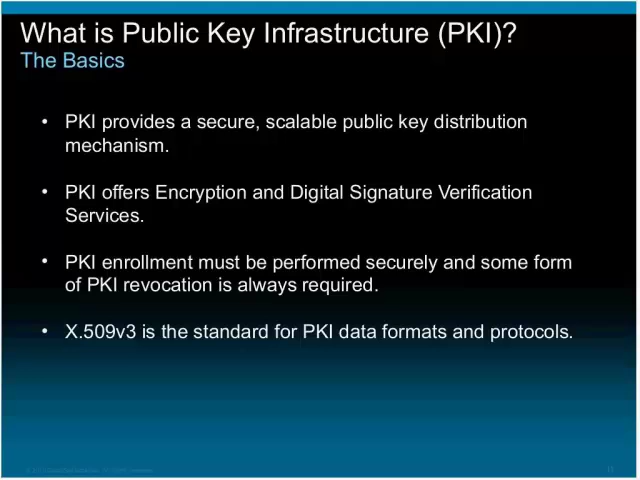 What is Public Key Infrastructure (PKI)?
The Basics
• PKI provides a secure, scalable public key distribution
mechanism.
• PKI offers Encryption and Digital Signature Verification
Services.
• PKI enrollment must be performed securely and some form
of PKI revocation is always required.
• X.509v3 is the standard for PKI data formats and protocols.